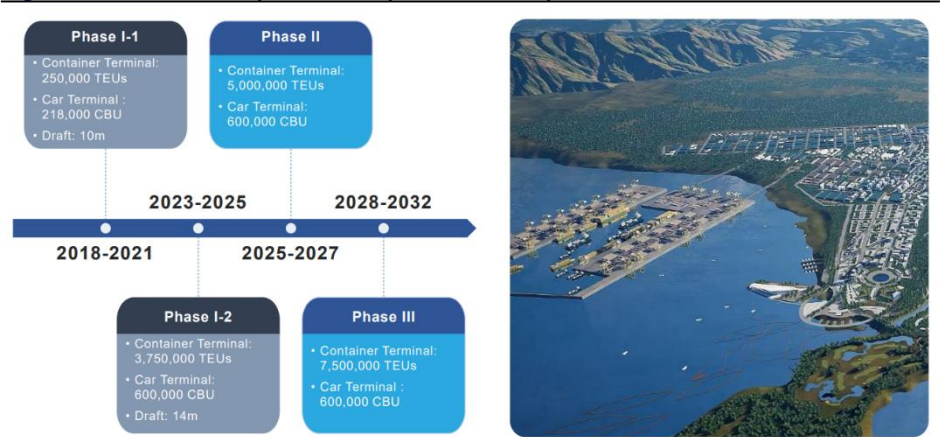 Phase I-1
• Container Terminal:
250,000 TEUs
• Car Terminal :
218,000 CBU
• Draft: 10m
Phase II
• Container Terminal:
5,000,000 TEUs
• Car Terminal:
600,000 CBU
2023-2025
2028-2032
2018-2021
2025-2027
Phase I-2
• Container Terminal:
3,750,000 TEUs
• Car Terminal:
600,000 CBU
• Draft: 14m
Phase III
• Container Terminal:
7,500,000 TEUs
• Car Terminal :
600,000 CBU